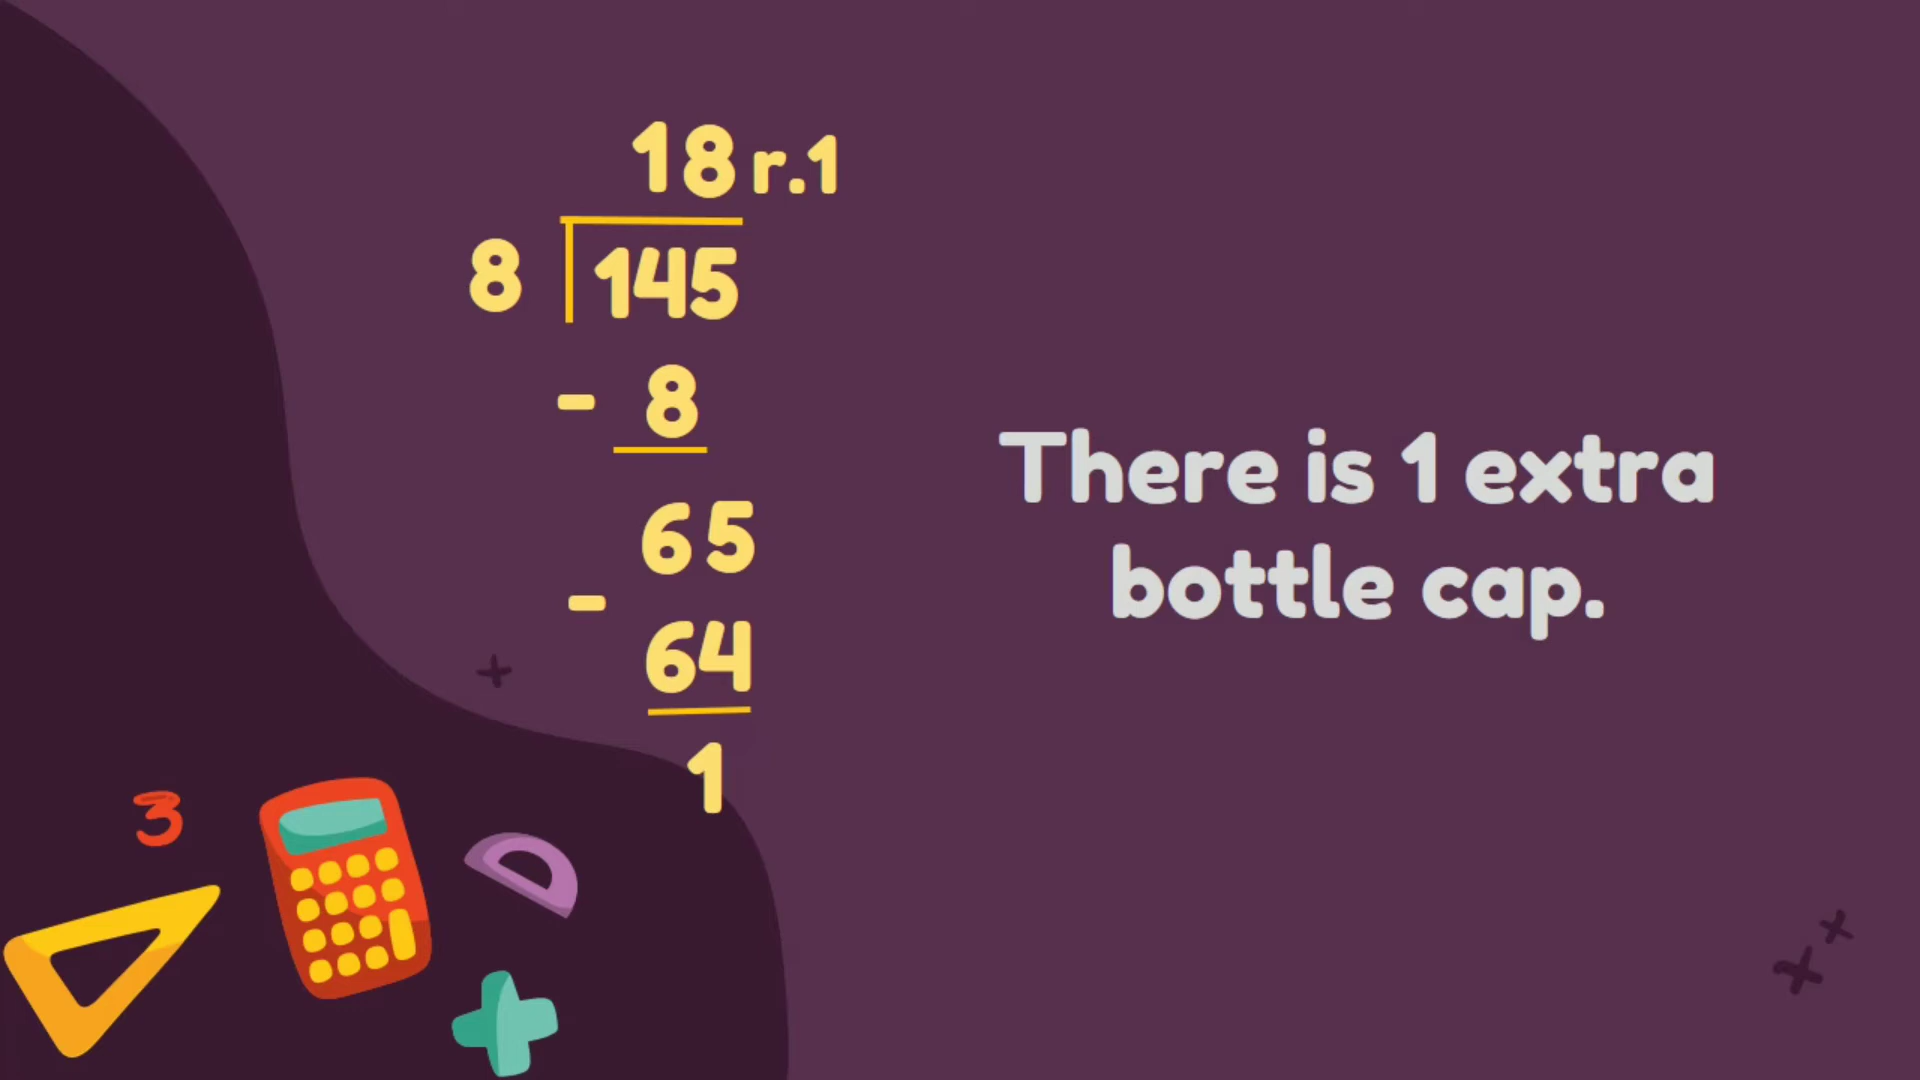 18 r.1
8 145
- 8
65
-
64
1
There is 1 extra
bottle cap.
3